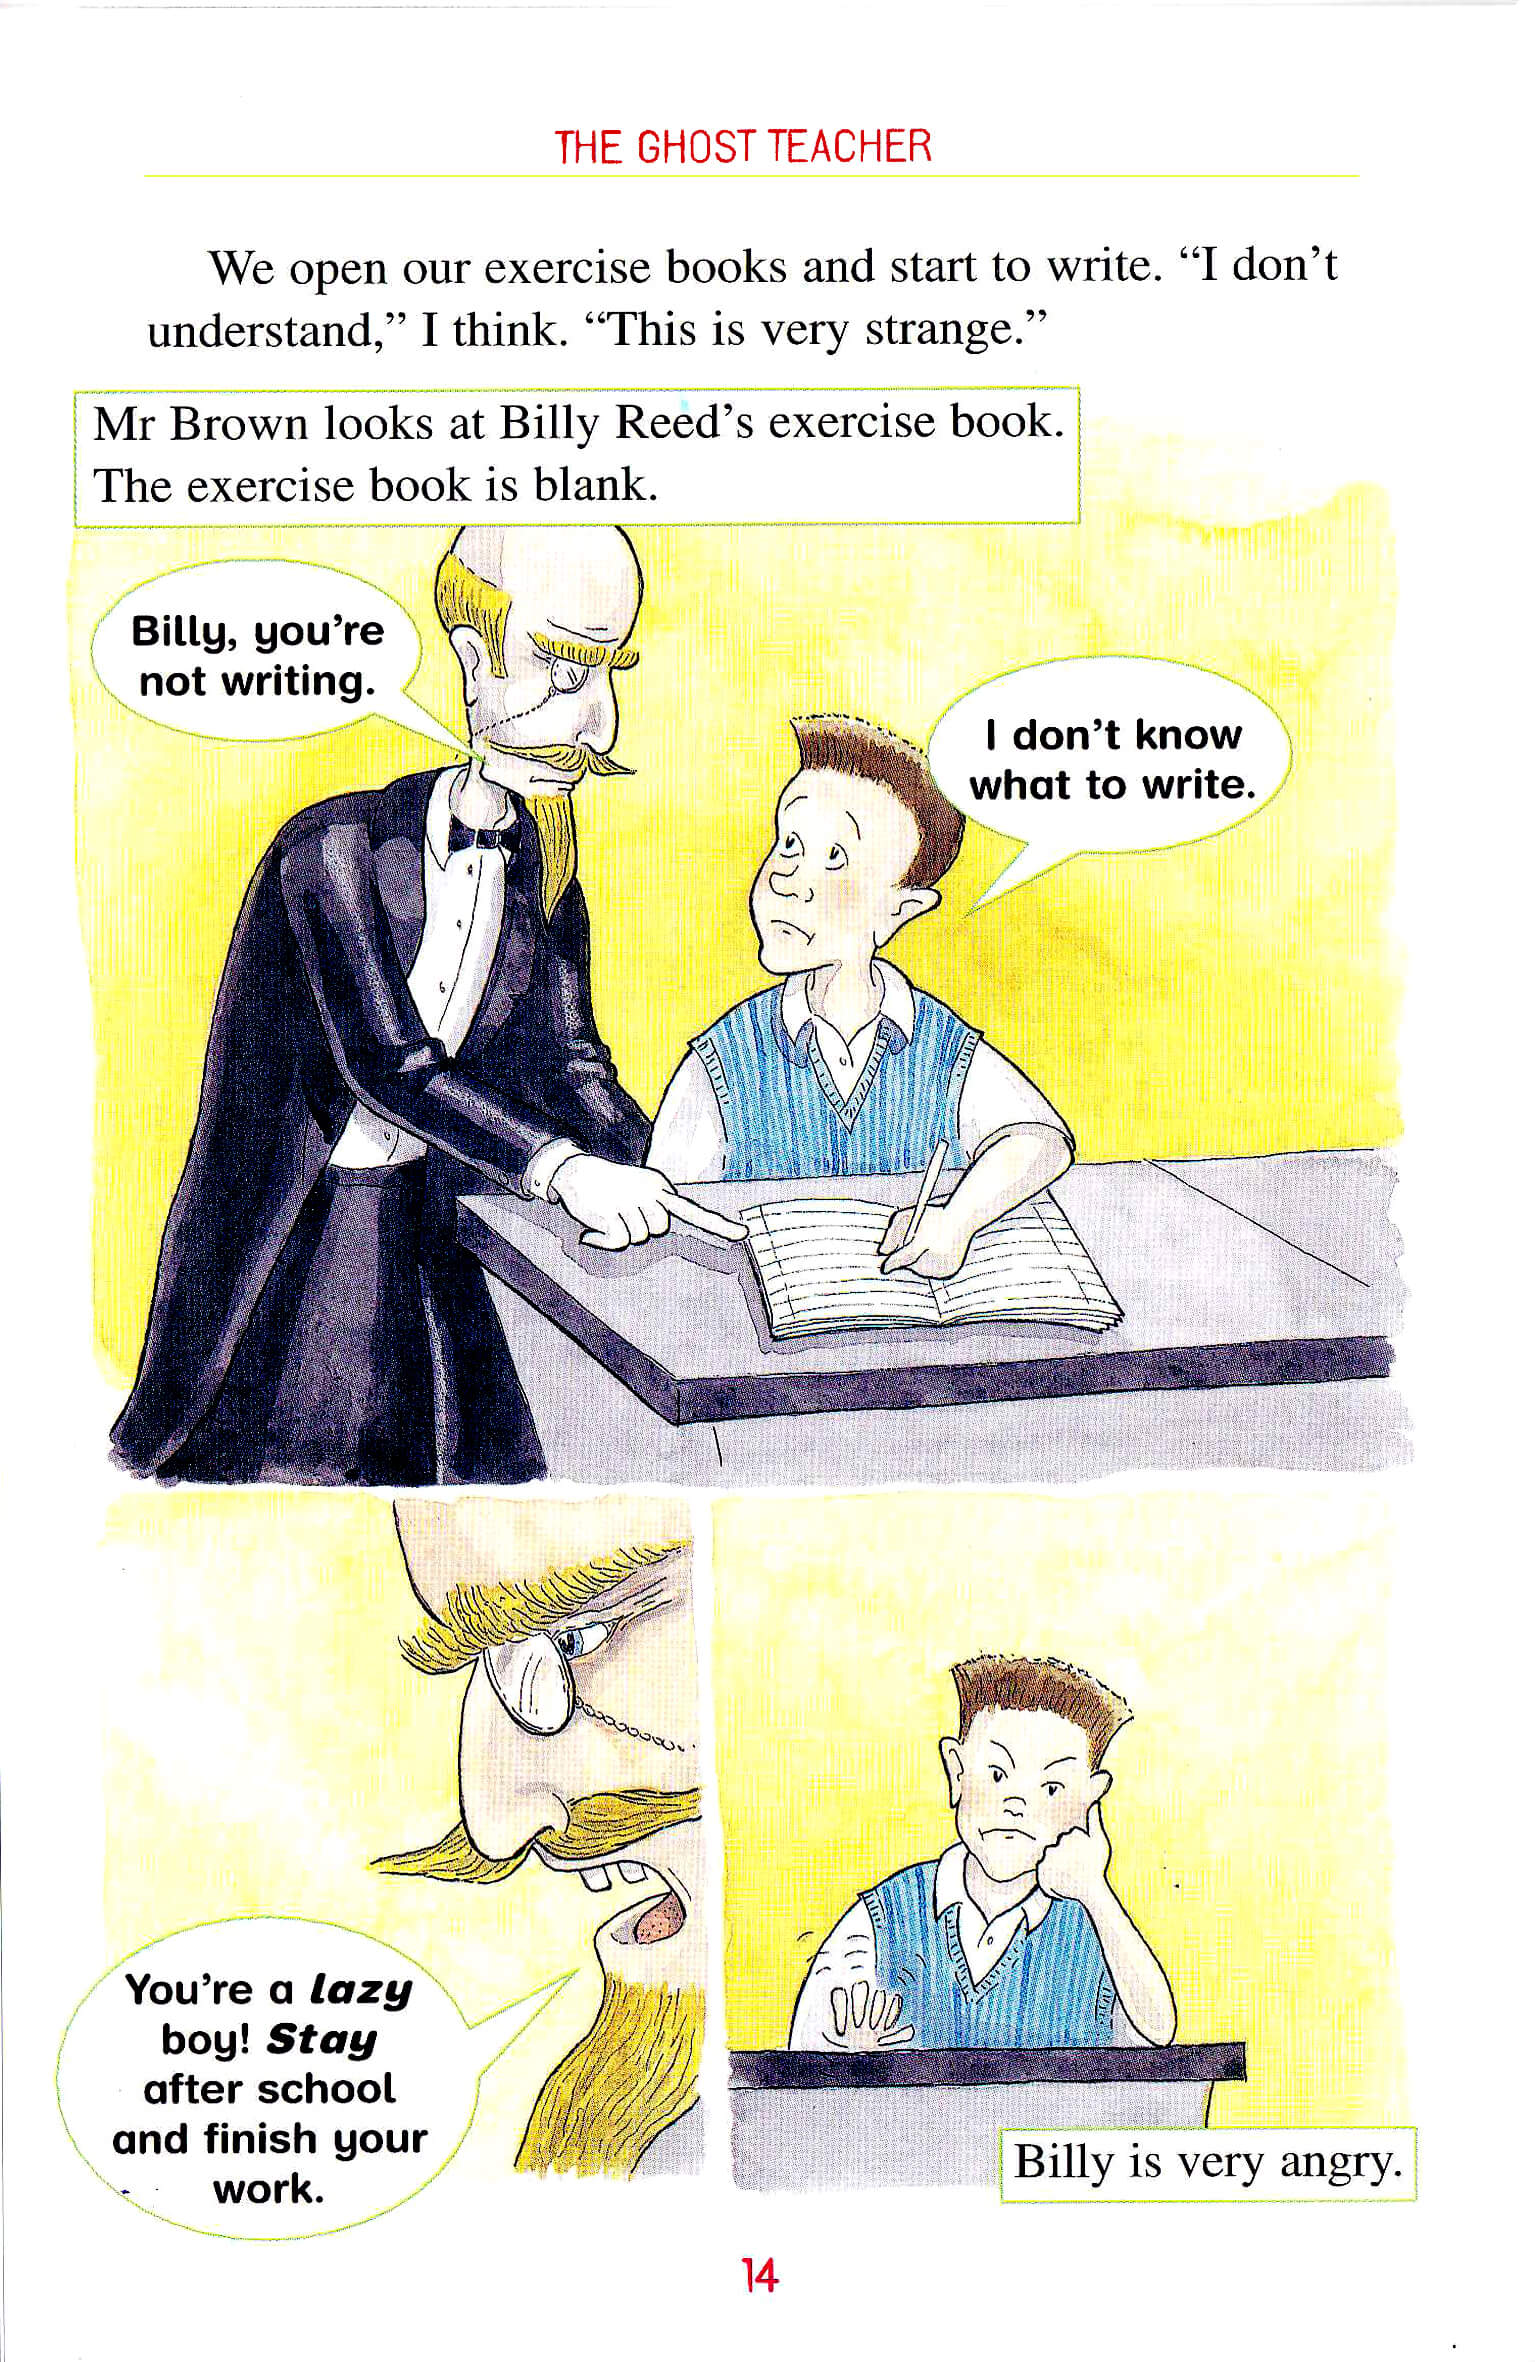 THE GHOST TEACHER
We open our exercise books and start to write. “I don’t
understand,” I think. “This is very strange.”
Mr Brown looks at Billy Reed’s exercise book.
The exercise book is blank.
Billy, you’re
not writing.
I don’t know
what to write.
You’re a lazy
boy! Stay
after school
and finish your
work.
Billy is very angry.
14